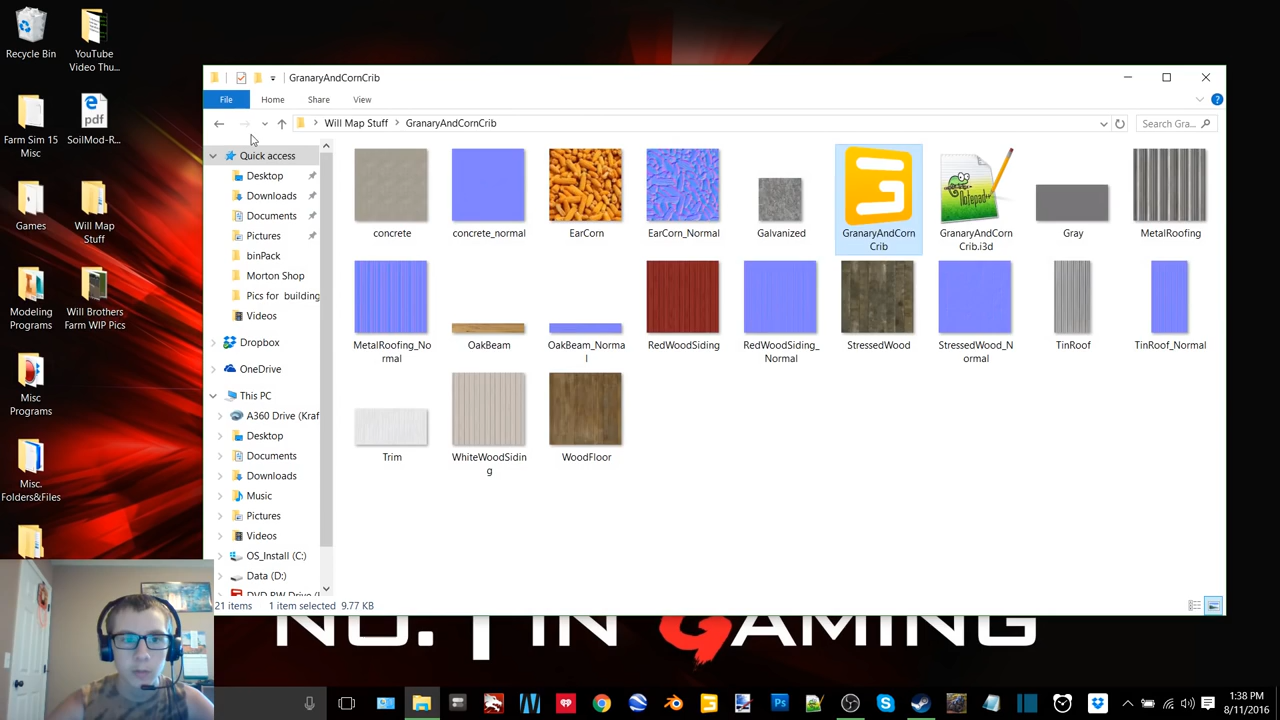 Recycle Bin
YouTube
Video Thu...
Farm Sim 15
Misc
SoilMod-R...
Games
Will Map
Stuff
Modeling
Programs
Will Brothers
Farm WIP Pics
Misc
Programs
Misc.
Folders&Files
GranaryAndCornCrib
File
Home
Share
View
Will Map Stuff
GranaryAndCornCrib
Search Gra...
Quick access
Desktop
Downloads
Documents
Pictures
binPack
Morton Shop
Pics for building
Videos
Dropbox
OneDrive
This PC
A360 Drive (Kraf
Desktop
Documents
Downloads
Music
Pictures
Videos
OS_Install (C:)
Data (D:)
concrete
concrete_normal
EarCorn
EarCorn_Normal
Galvanized
GranaryAndCorn
Crib
GranaryAndCorn
Crib.i3d
Gray
MetalRoofing
MetalRoofing_No
rmal
OakBeam
OakBeam_Norma
l
RedWoodSiding
RedWoodSiding_
Normal
StressedWood
StressedWood_N
ormal
TinRoof
TinRoof_Normal
Trim
WhiteWoodSidin
g
WoodFloor
21 items
1 item selected 9.77 KB
NO.1 IN GAMING
1:38 PM
8/11/2016